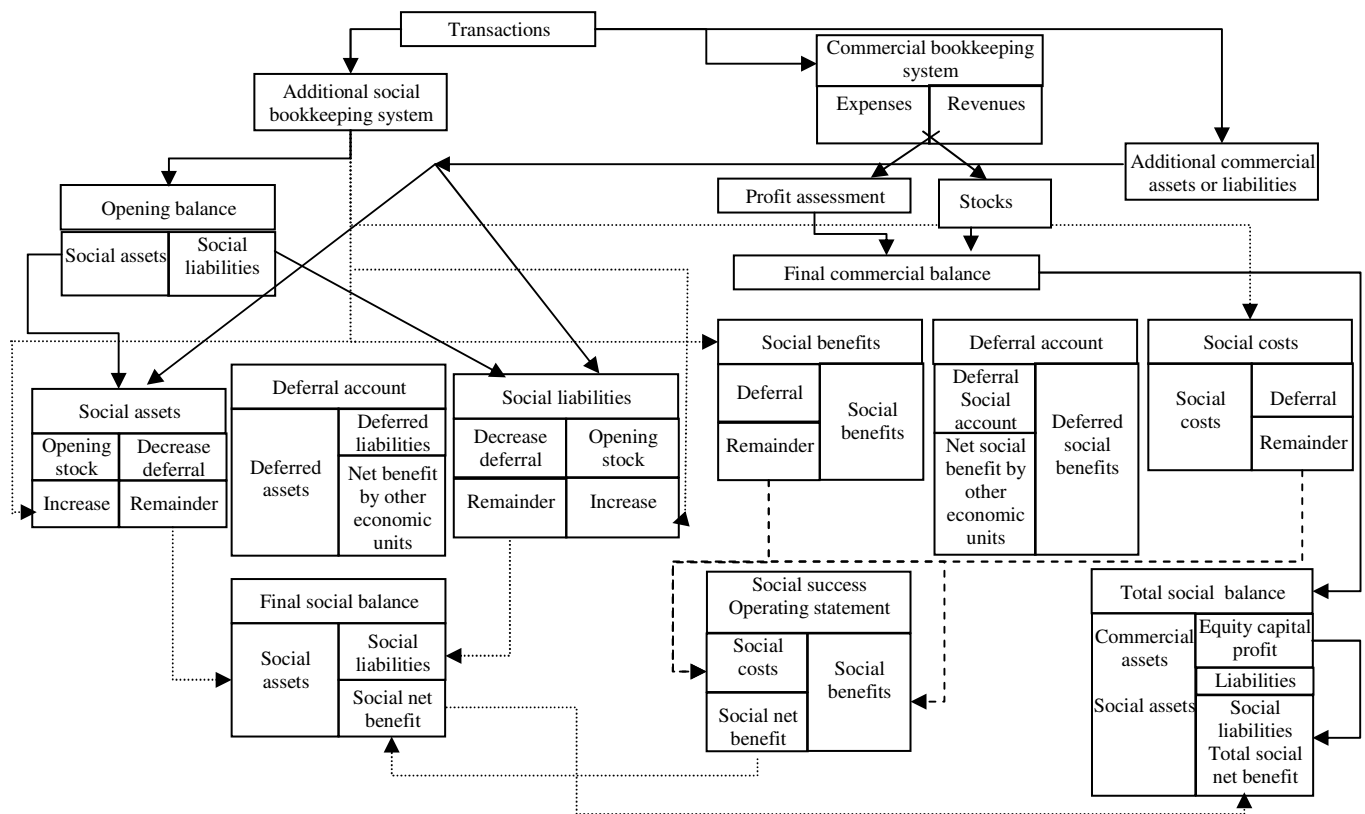 Transactions
Commercial bookkeeping
system
Expenses
Revenues
Additional social
bookkeeping system
Additional commercial
assets or liabilities
Opening balance
Social assets
Social
liabilities
Profit assessment
Stocks
Final commercial balance
Social assets
Opening
stock
Decrease
deferral
Increase
Remainder
Deferral account
Deferred
assets
Deferred
liabilities
Net benefit
by other
economic
units
Social liabilities
Decrease
deferral
Opening
stock
Remainder
Increase
Social benefits
Deferral
Remainder
Social
benefits
Deferral account
Deferral
Social
account
Net social
benefit by
other
economic
units
Deferred
social
benefits
Social costs
Social
costs
Deferral
Remainder
Final social balance
Social
assets
Social
liabilities
Social net
benefit
Social success
Operating statement
Social
costs
Social net
benefit
Social
benefits
Total social balance
Commercial
assets
Social assets
Equity capital
profit
Liabilities
Social
liabilities
Total social
net benefit